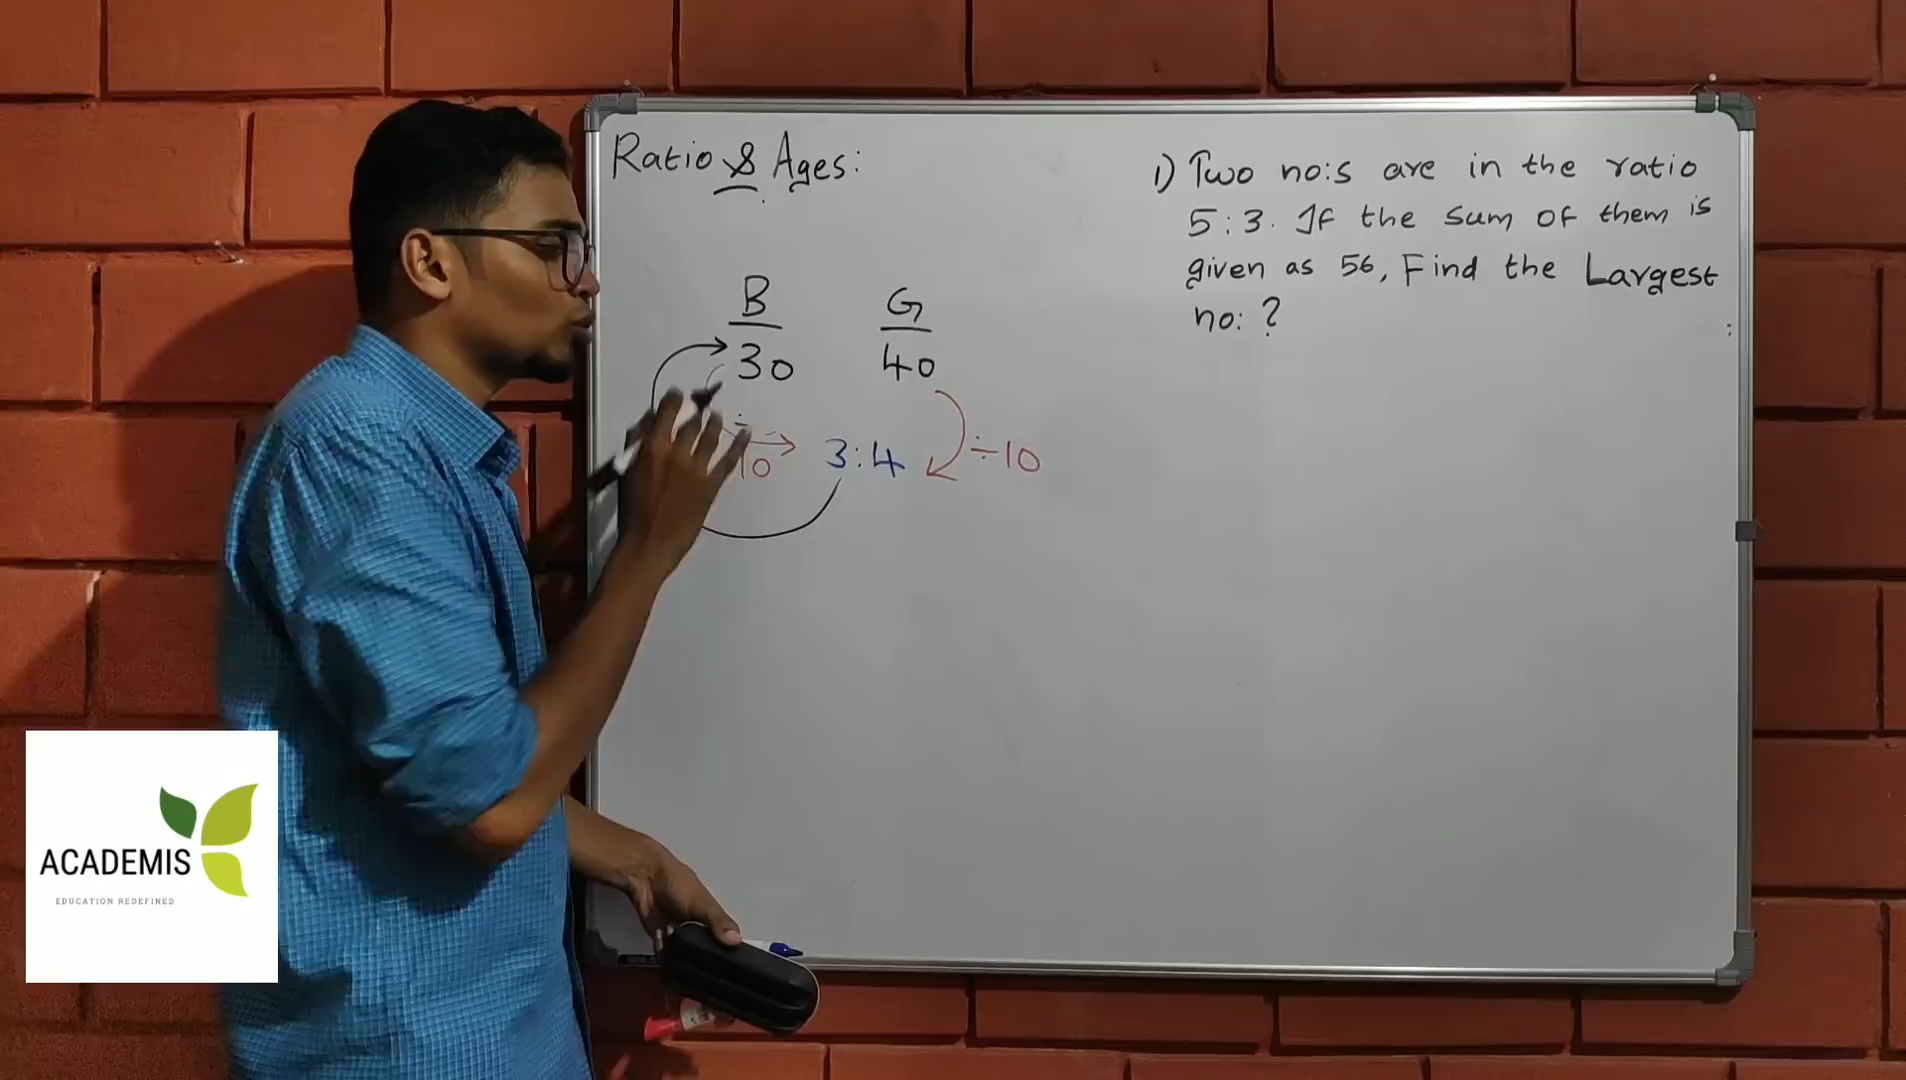 Ratio & Ages:
B G
30 40
÷
10 3:4 ÷10
1) Two no:s are in the ratio
5:3. If the sum of them is
given as 56, Find the Largest
no: ?
ACADEMIS
EDUCATION REDEFINED